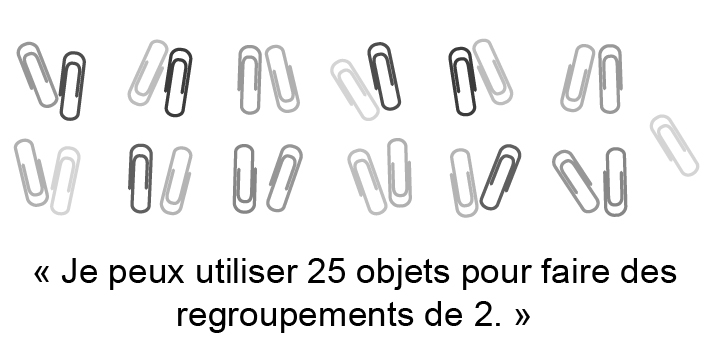 « Je peux utiliser 25 objets pour faire des
regroupements de 2. »